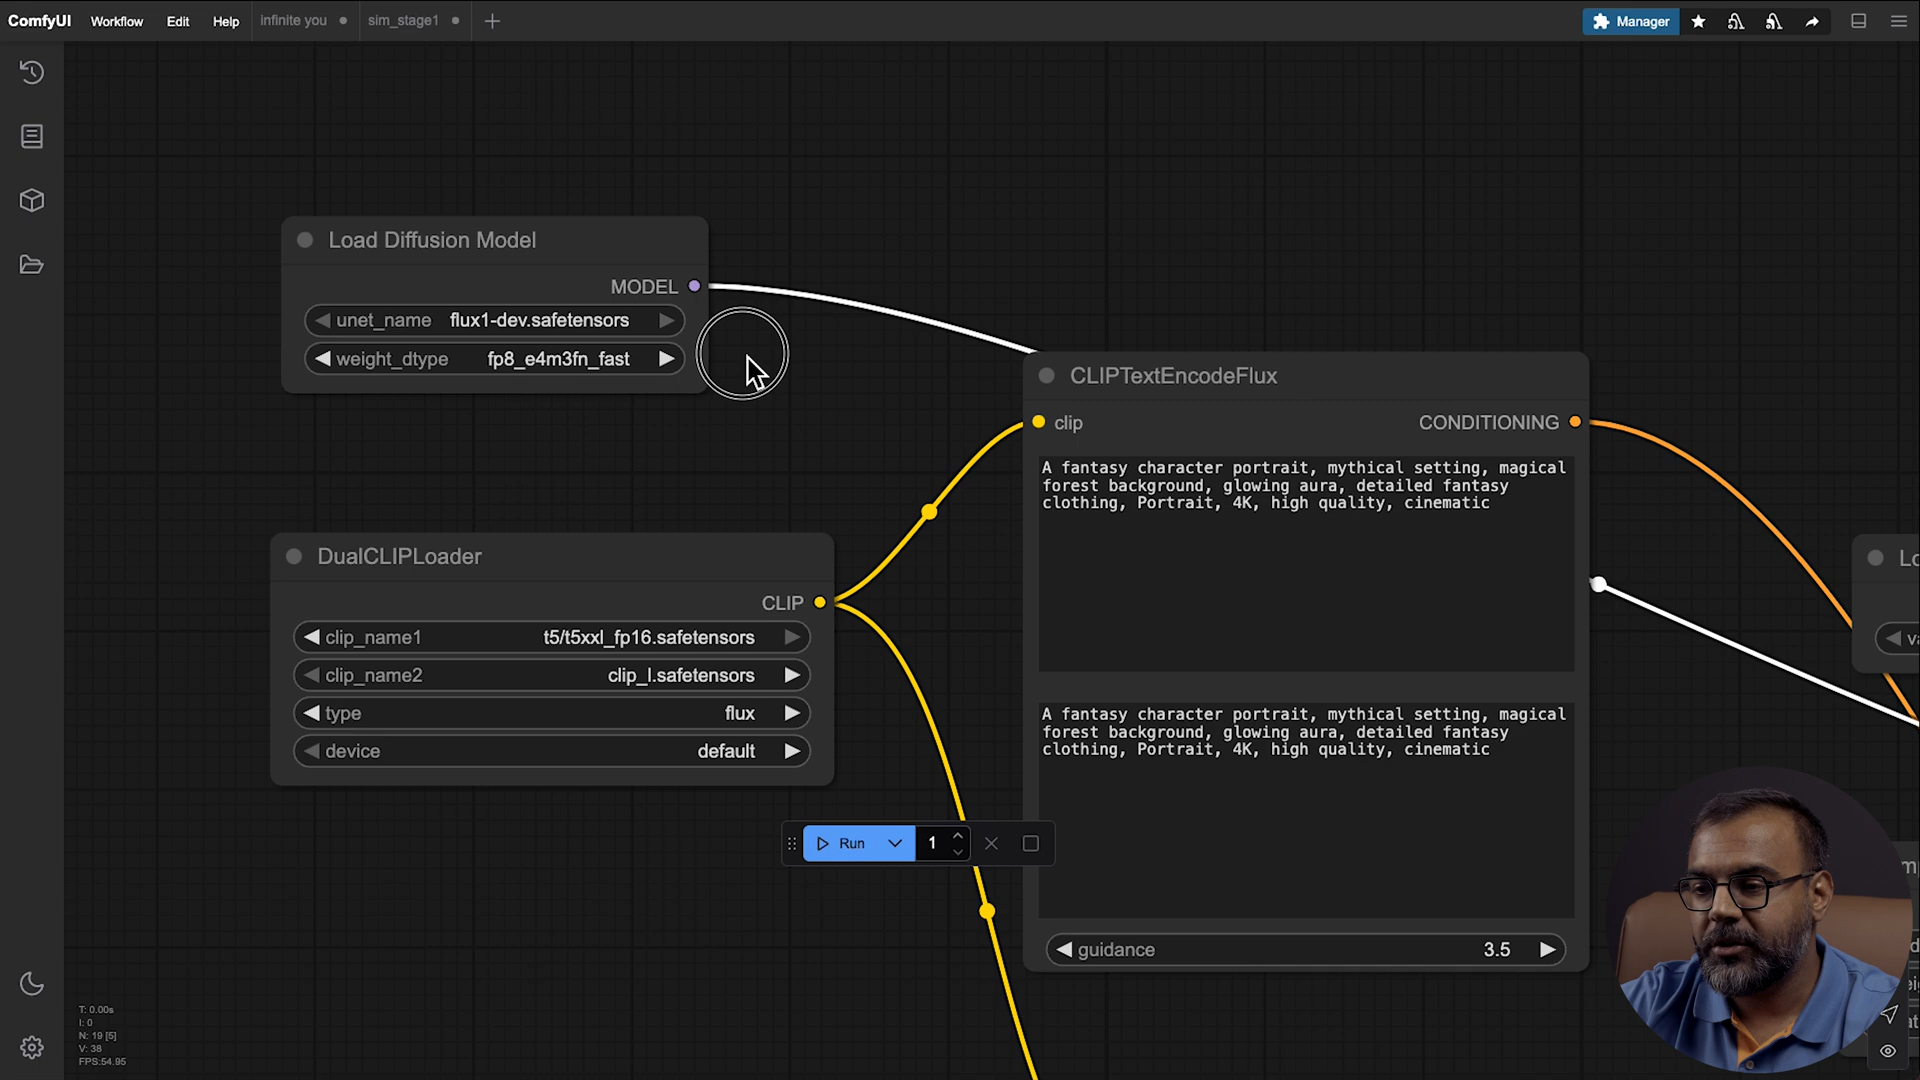 ComfyUI Workflow Edit Help infinite you sim_stage1 Manager
Load Diffusion Model
MODEL
unet_name flux1-dev.safetensors
weight_dtype fp8_e4m3fn_fast
CLIPTextEncodeFlux
clip CONDITIONING
A fantasy character portrait, mythical setting, magical
forest background, glowing aura, detailed fantasy
clothing, Portrait, 4K, high quality, cinematic
DualCLIPLoader
CLIP
clip_name1 t5/t5xxl_fp16.safetensors
clip_name2 clip_l.safetensors
type flux
device default
A fantasy character portrait, mythical setting, magical
forest background, glowing aura, detailed fantasy
clothing, Portrait, 4K, high quality, cinematic
Run 1
guidance 3.5
T: 0.00s
I: 0
N: 19 [5]
V: 38
FPS:54.95